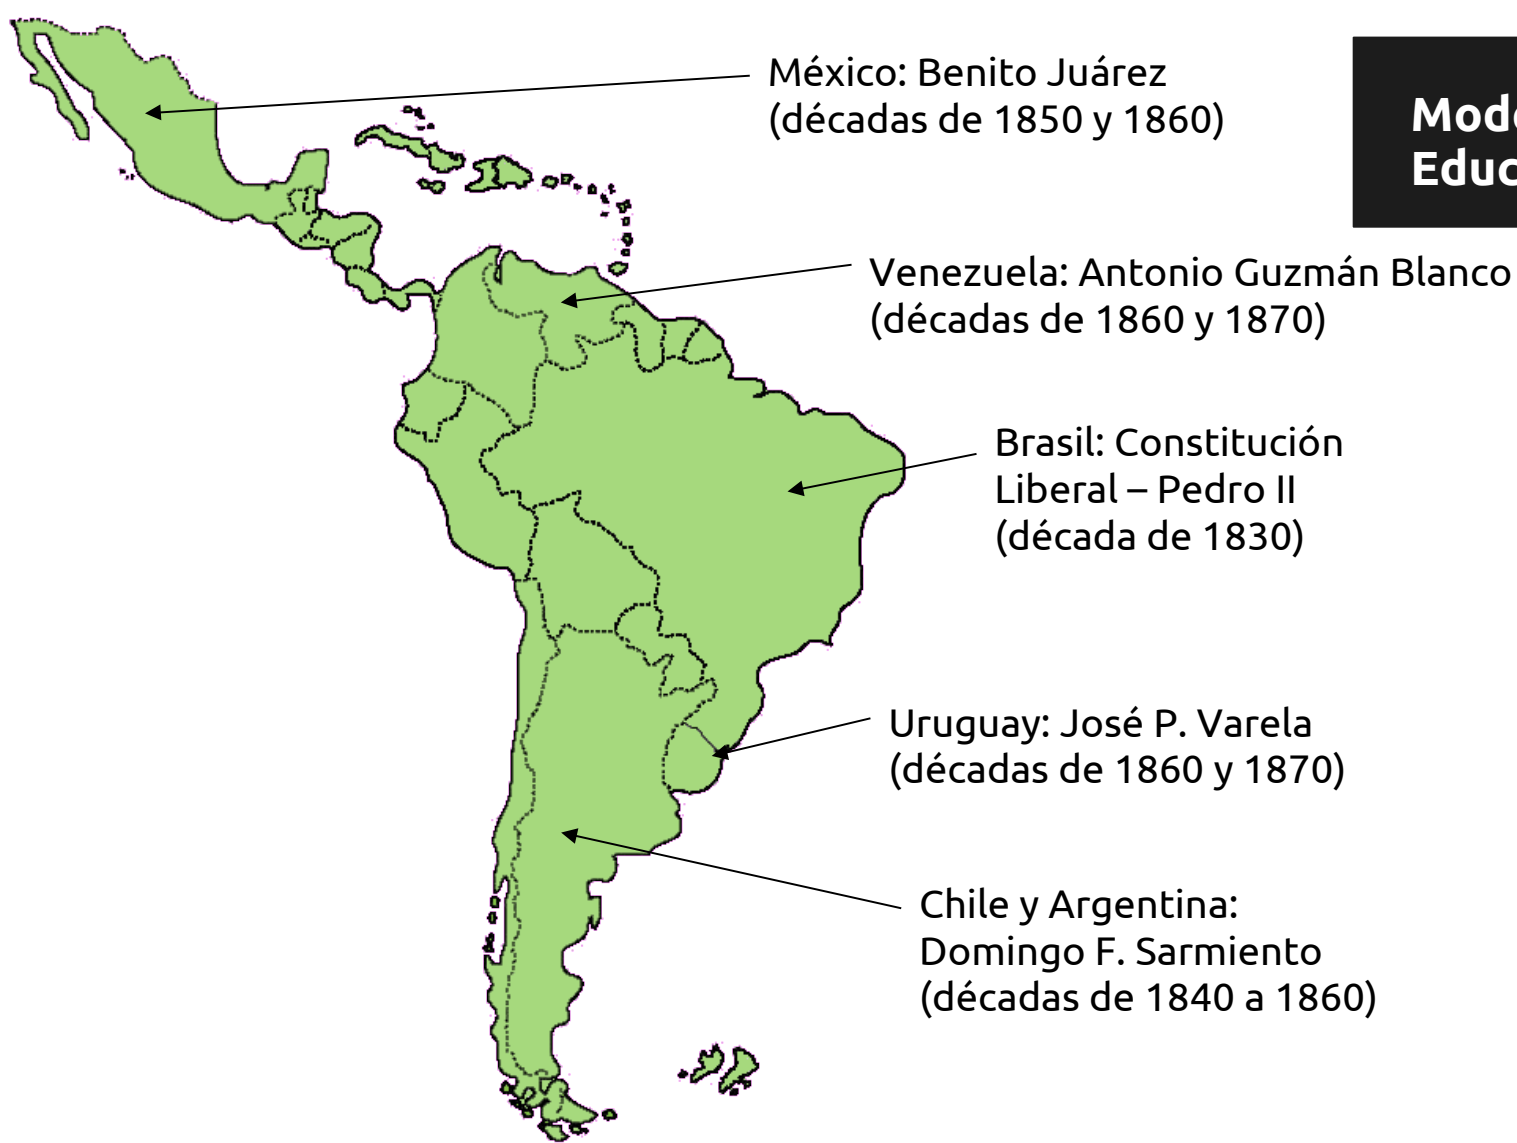 México: Benito Juárez
(décadas de 1850 y 1860)
Venezuela: Antonio Guzmán Blanco
(décadas de 1860 y 1870)
Brasil: Constitución
Liberal – Pedro II
(década de 1830)
Uruguay: José P. Varela
(décadas de 1860 y 1870)
Chile y Argentina:
Domingo F. Sarmiento
(décadas de 1840 a 1860)